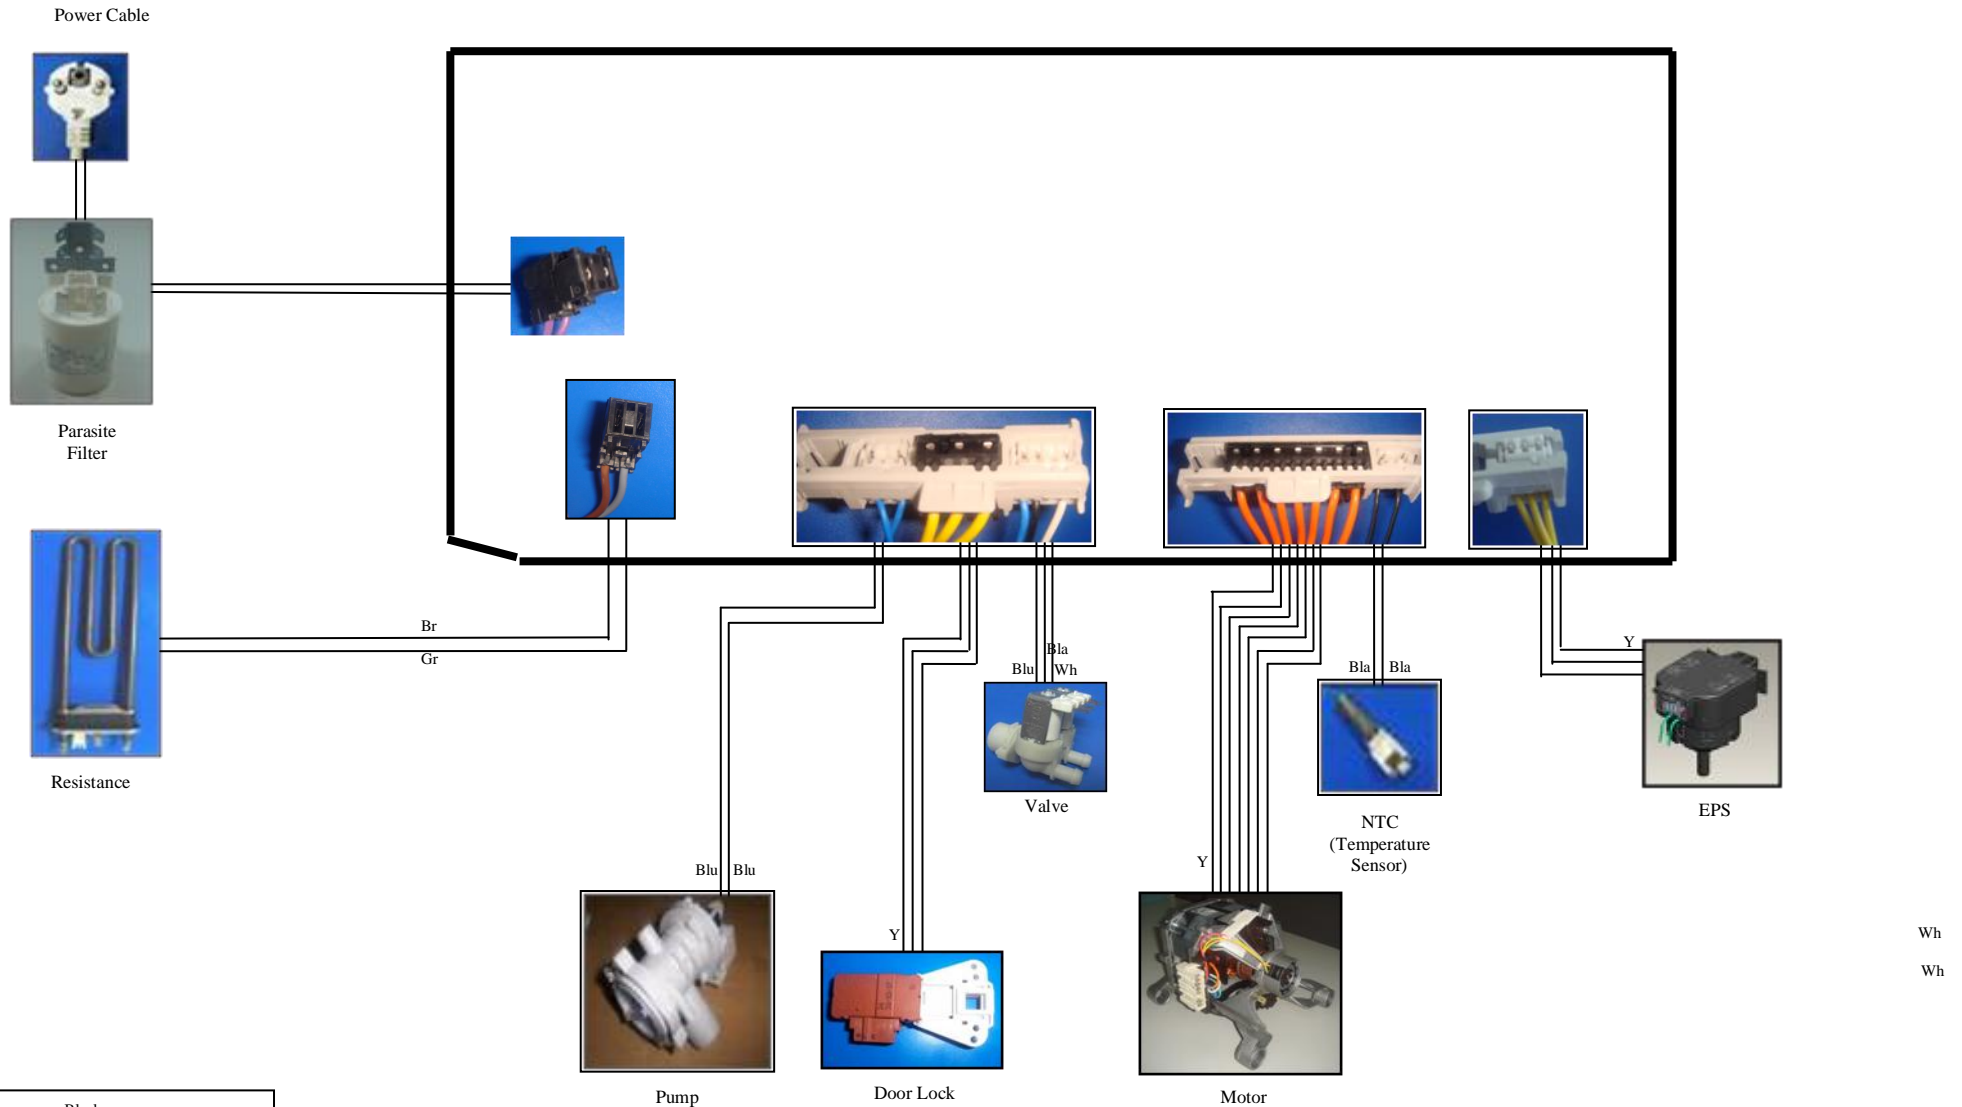 Power Cable
Parasite
Filter
Br
Gr
Resistance
Bla
Blu
Wh
Valve
Bla
Bla
NTC
(Temperature
Sensor)
Y
EPS
Blu
Blu
Pump
Y
Door Lock
Y
Motor
Wh
Wh